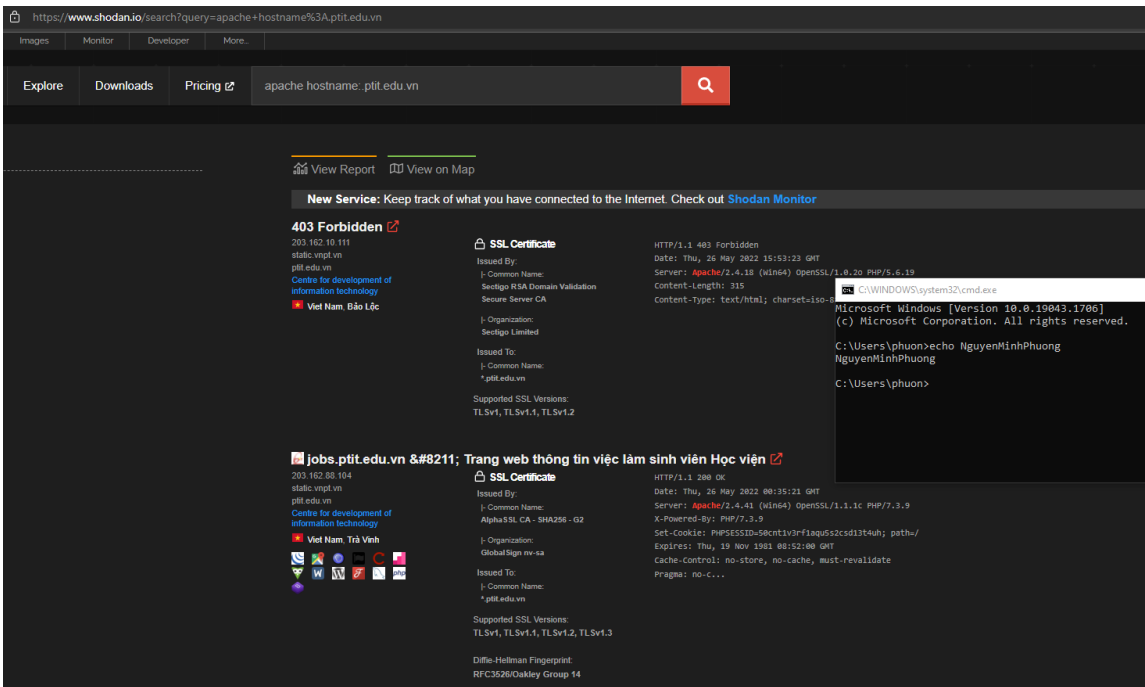 https://www.shodan.io/search?query=apache+hostname%3A.ptit.edu.vn
Images Monitor Developer More...
Explore Downloads Pricing apache hostname:.ptit.edu.vn
View Report View on Map
New Service: Keep track of what you have connected to the Internet. Check out Shodan Monitor
403 Forbidden
203.162.10.111
static.vnpt.vn
ptit.edu.vn
Centre for development of
information technology
Viet Nam, Bảo Lộc
SSL Certificate
Issued By:
|- Common Name:
Sectigo RSA Domain Validation
Secure Server CA
|- Organization:
Sectigo Limited
Issued To:
|- Common Name:
*.ptit.edu.vn
Supported SSL Versions:
TLSv1, TLSv1.1, TLSv1.2
HTTP/1.1 403 Forbidden
Date: Thu, 26 May 2022 15:53:23 GMT
Server: Apache/2.4.18 (Win64) OpenSSL/1.0.2o PHP/5.6.19
Content-Length: 315
Content-Type: text/html; charset=iso-8
C:\WINDOWS\system32\cmd.exe
Microsoft Windows [Version 10.0.19043.1706]
(c) Microsoft Corporation. All rights reserved.
C:\Users\phuon>echo NguyenMinhPhuong
NguyenMinhPhuong
C:\Users\phuon>
jobs.ptit.edu.vn &#8211; Trang web thông tin việc làm sinh viên Học viện
203.162.88.104
static.vnpt.vn
ptit.edu.vn
Centre for development of
information technology
Viet Nam, Trà Vinh
php
SSL Certificate
Issued By:
|- Common Name:
AlphaSSL CA - SHA256 - G2
|- Organization:
GlobalSign nv-sa
Issued To:
|- Common Name:
*.ptit.edu.vn
Supported SSL Versions:
TLSv1, TLSv1.1, TLSv1.2, TLSv1.3
Diffie-Hellman Fingerprint:
RFC3526/Oakley Group 14
HTTP/1.1 200 OK
Date: Thu, 26 May 2022 00:35:21 GMT
Server: Apache/2.4.41 (Win64) OpenSSL/1.1.1c PHP/7.3.9
X-Powered-By: PHP/7.3.9
Set-Cookie: PHPSESSID=50cnt1v3rf1aqu5s2csd13t4uh; path=/
Expires: Thu, 19 Nov 1981 08:52:00 GMT
Cache-Control: no-store, no-cache, must-revalidate
Pragma: no-c...